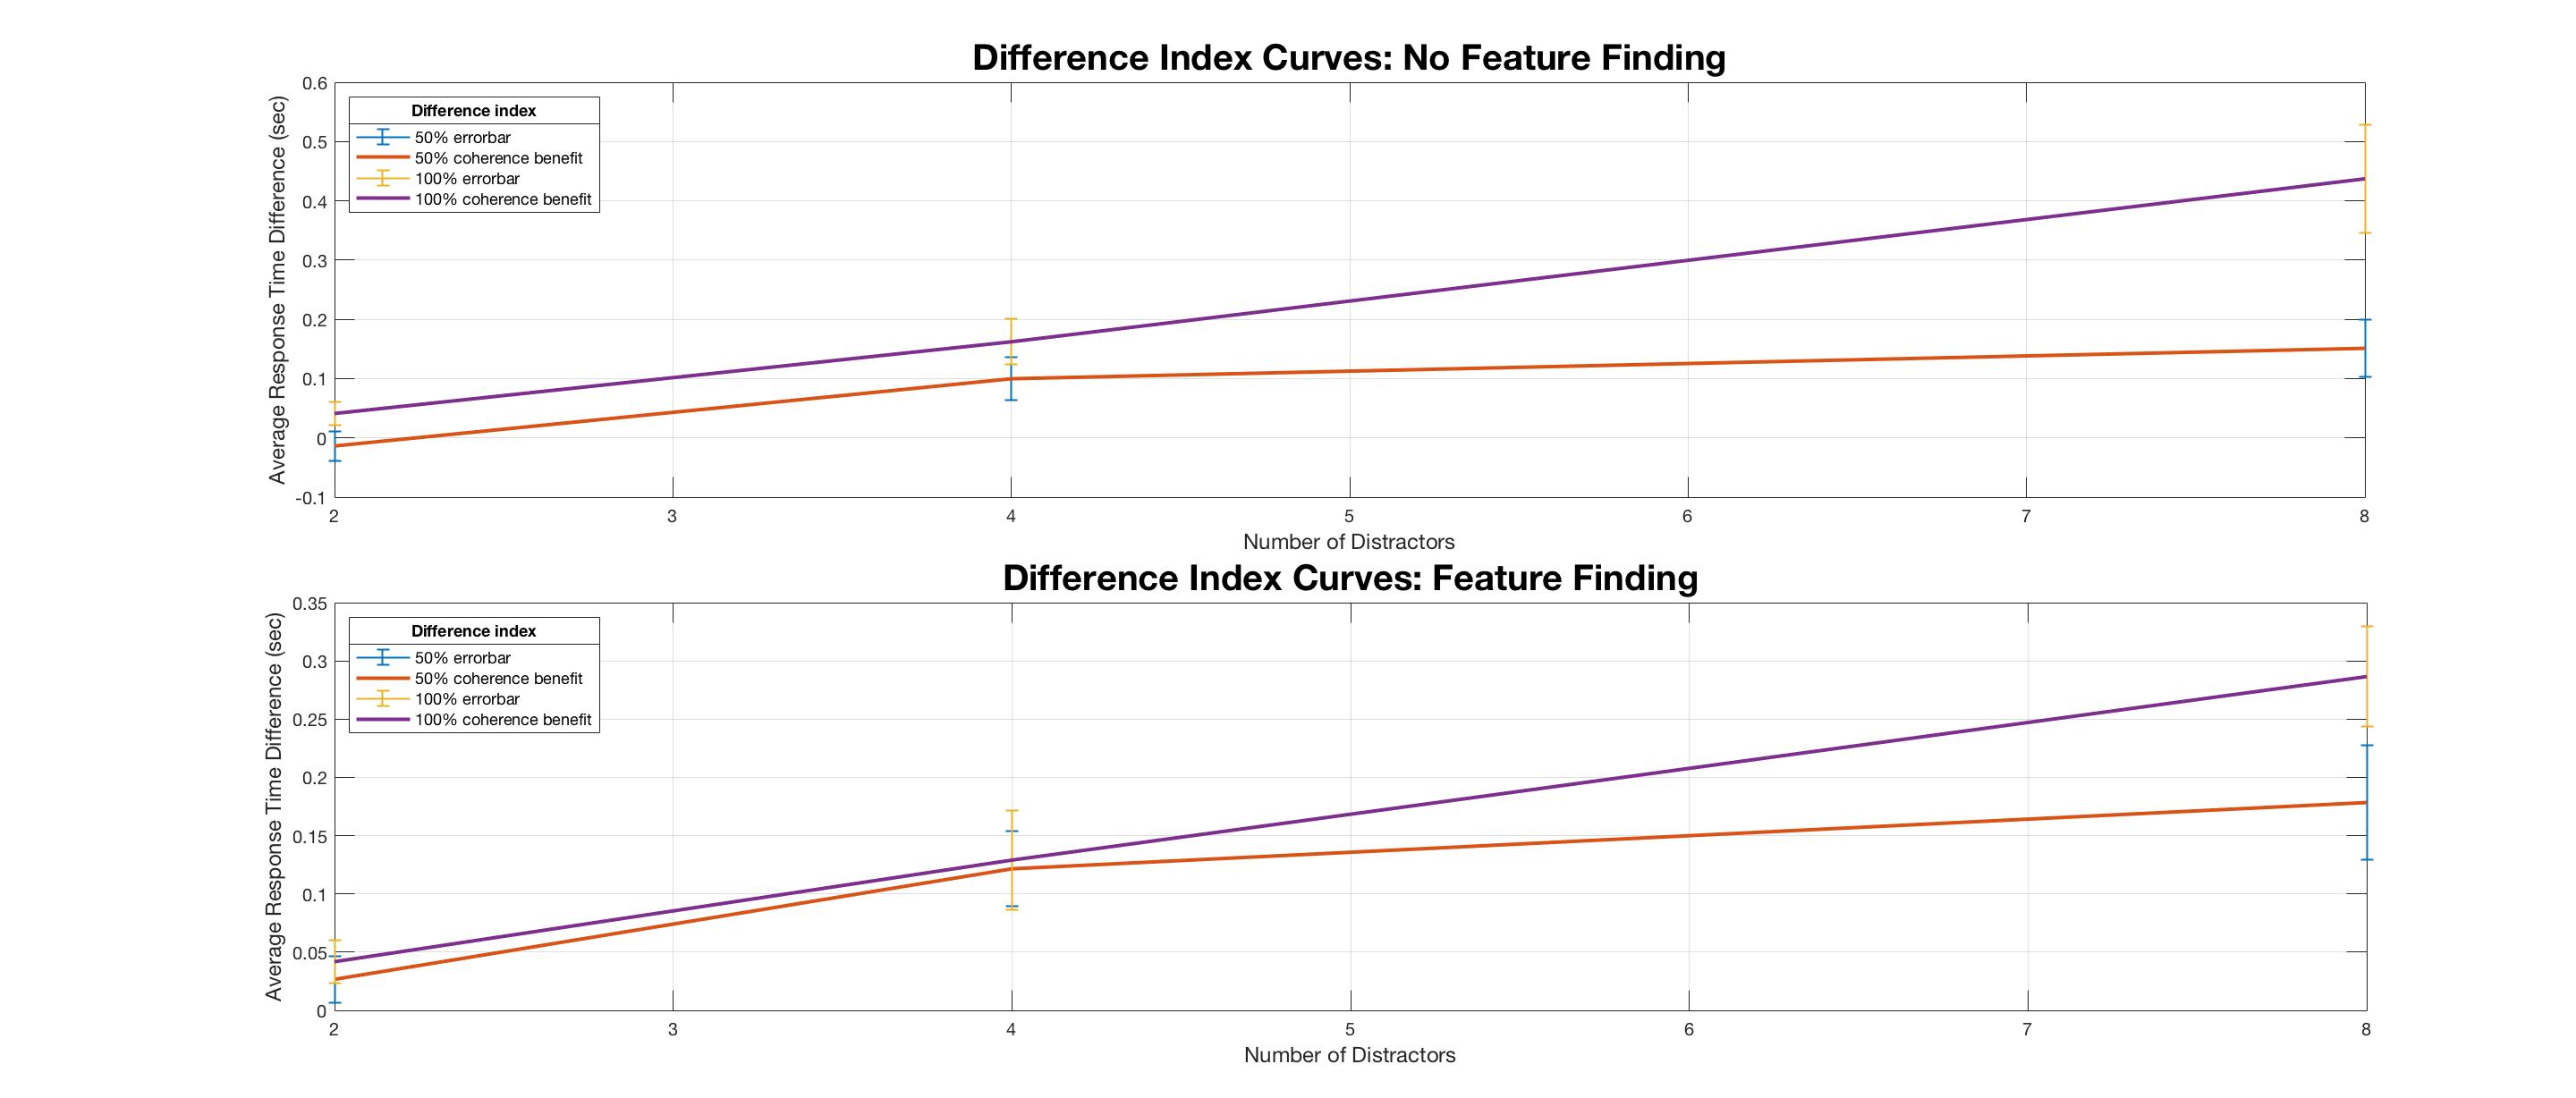 Difference Index Curves: No Feature Finding
Average Response Time Difference (sec)
0.6
0.5
0.4
0.3
0.2
0.1
0
-0.1
Difference index
50% errorbar
50% coherence benefit
100% errorbar
100% coherence benefit
2 3 4 5 6 7 8
Number of Distractors
Difference Index Curves: Feature Finding
Average Response Time Difference (sec)
0.35
0.3
0.25
0.2
0.15
0.1
0.05
0
Difference index
50% errorbar
50% coherence benefit
100% errorbar
100% coherence benefit
2 3 4 5 6 7 8
Number of Distractors